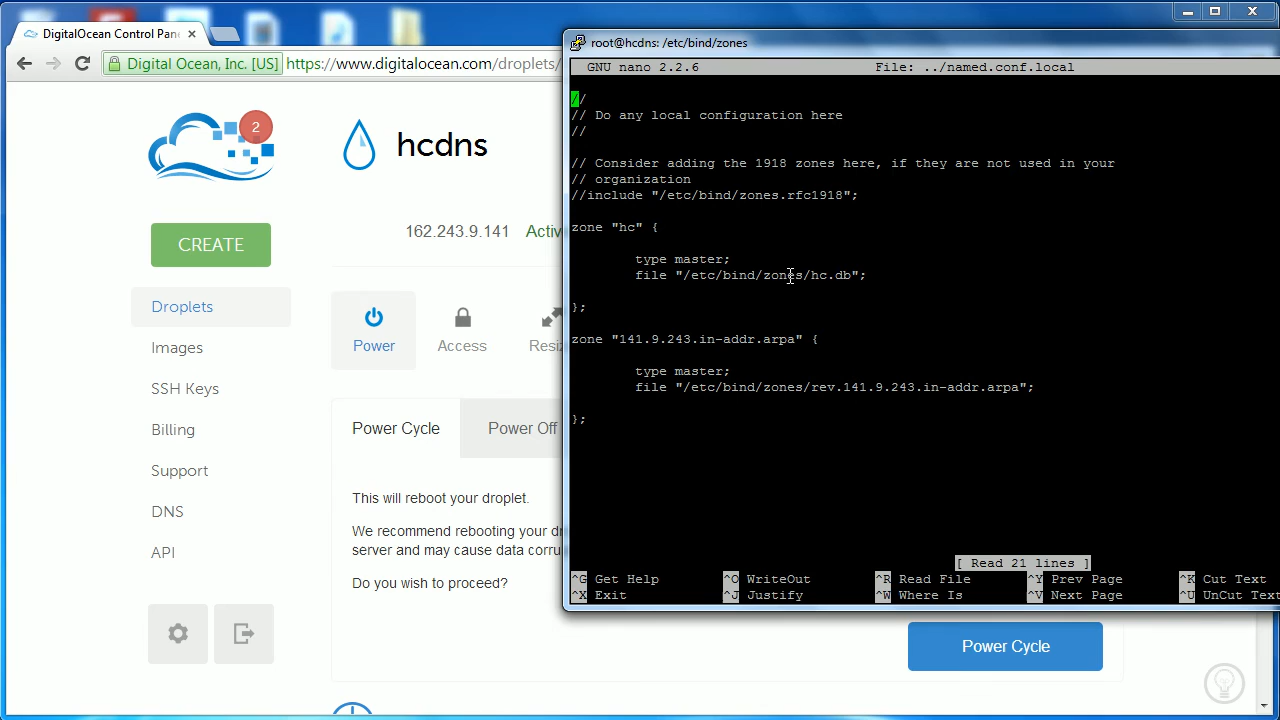 DigitalOcean Control Pane
Digital Ocean, Inc. [US]
https://www.digitalocean.com/droplets/
2
hcdns
162.243.9.141
Activ
CREATE
Droplets
Images
SSH Keys
Billing
Support
DNS
API
Power
Access
Resiz
Power Cycle
Power Off
This will reboot your droplet.
We recommend rebooting your dr
server and may cause data corru
Do you wish to proceed?
Power Cycle
root@hcdns: /etc/bind/zones
GNU nano 2.2.6 File: ../named.conf.local
//
// Do any local configuration here
//
// Consider adding the 1918 zones here, if they are not used in your
// organization
//include "/etc/bind/zones.rfc1918";
zone "hc" {
type master;
file "/etc/bind/zones/hc.db";
};
zone "141.9.243.in-addr.arpa" {
type master;
file "/etc/bind/zones/rev.141.9.243.in-addr.arpa";
};
[ Read 21 lines ]
^G Get Help ^O WriteOut ^R Read File ^Y Prev Page ^K Cut Text
^X Exit ^J Justify ^W Where Is ^V Next Page ^U UnCut Text